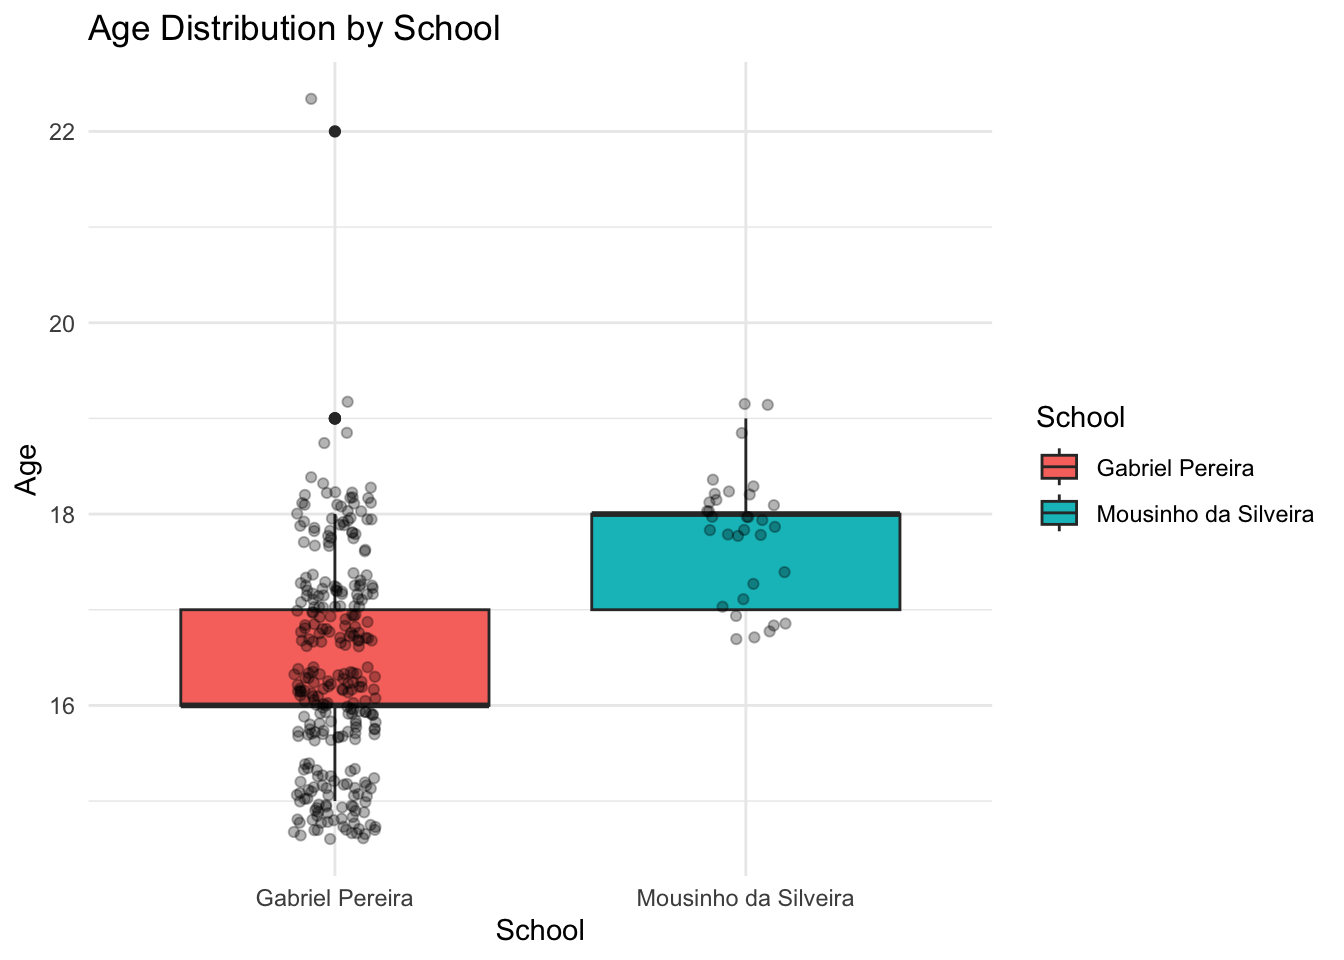 Age Distribution by School
22
20
18
16
Age
Gabriel Pereira
Mousinho da Silveira
School
School
Gabriel Pereira
Mousinho da Silveira